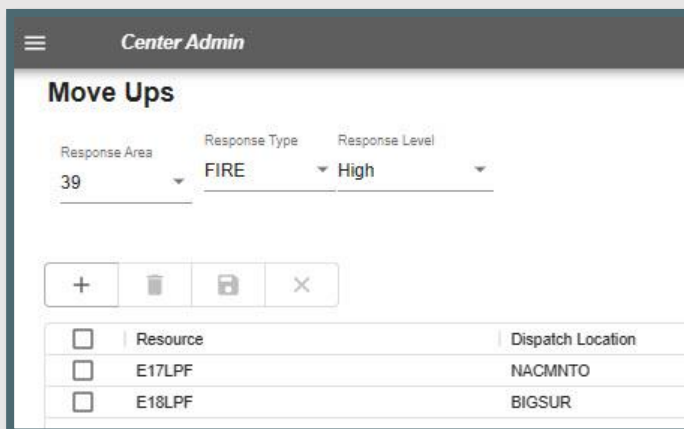 Center Admin
Move Ups
Response Area
Response Type
Response Level
39
FIRE
High
Resource
Dispatch Location
E17LPF
NACMNTO
E18LPF
BIGSUR